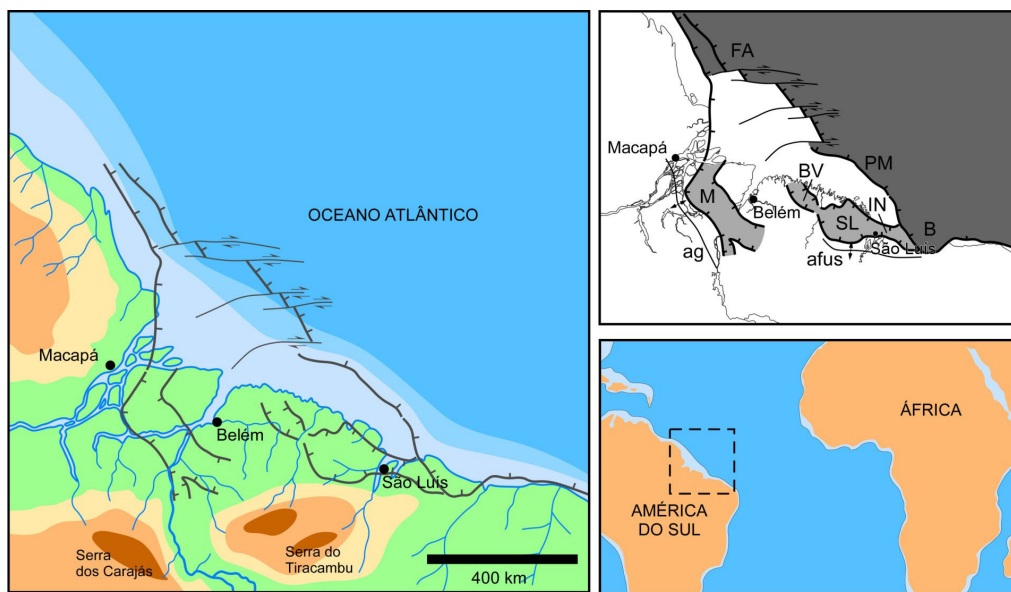 OCEANO ATLÂNTICO
Macapá
Belém
São Luís
Serra
dos Carajás
Serra do
Tiracambu
400 km
FA
Macapá
PM
BV
M
Belém
IN
SL
B
São Luís
ag
afus
ÁFRICA
AMÉRICA
DO SUL